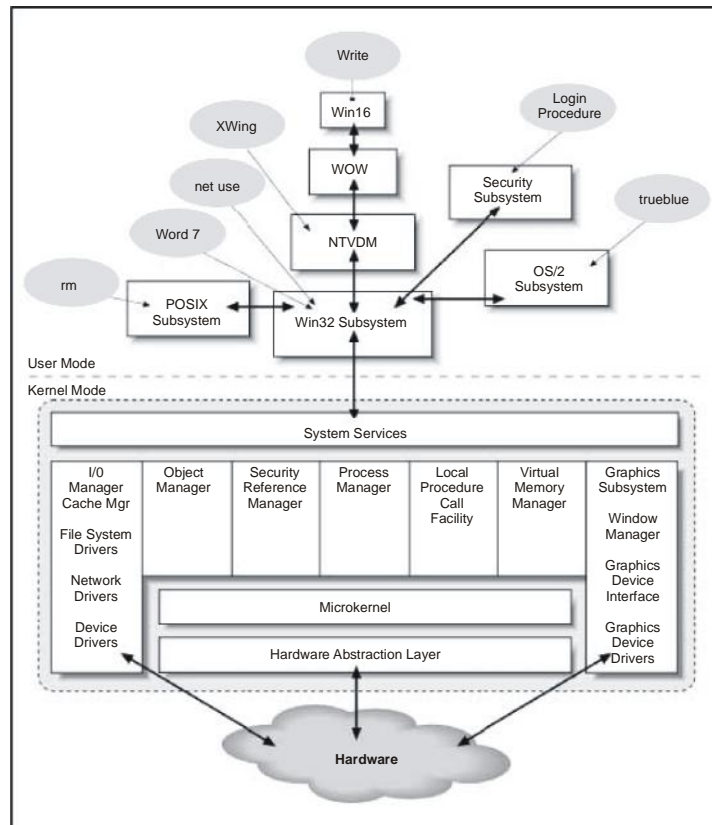 Write
Win16
XWing
Login
Procedure
WOW
net use
Security
Subsystem
trueblue
Word 7
NTVDM
OS/2
Subsystem
rm
POSIX
Subsystem
Win32 Subsystem
User Mode
Kernel Mode
System Services
I/0
Manager
Cache Mgr
File System
Drivers
Network
Drivers
Device
Drivers
Object
Manager
Security
Reference
Manager
Process
Manager
Local
Procedure
Call
Facility
Virtual
Memory
Manager
Graphics
Subsystem
Window
Manager
Graphics
Device
Interface
Graphics
Device
Drivers
Microkernel
Hardware Abstraction Layer
Hardware